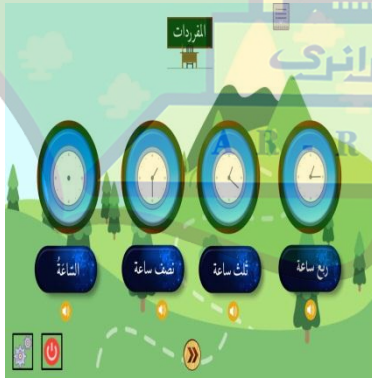 المفردات
ربع ساعة
ثلث ساعة
نصف ساعة
الساعةُ